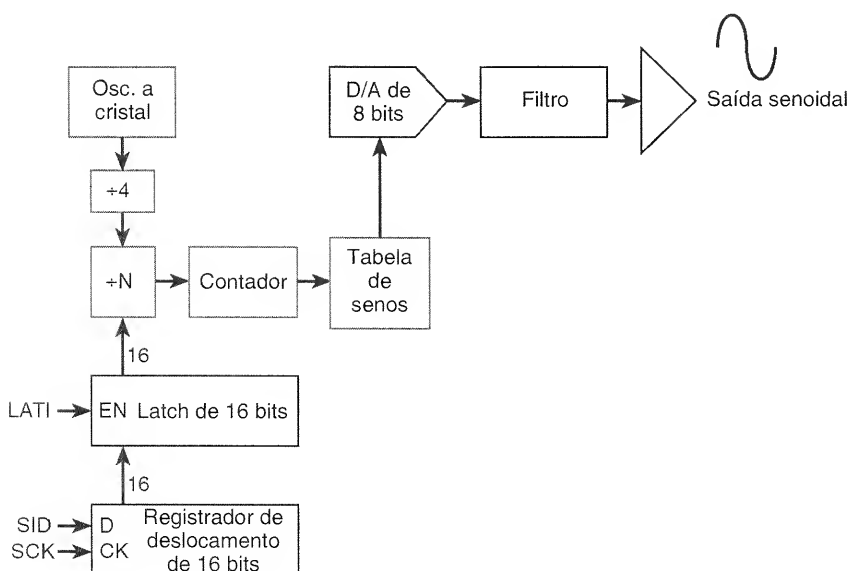 Osc. a
cristal
÷4
÷N
Contador
Tabela
de
senos
D/A de
8 bits
Filtro
Saída senoidal
16
LATI
EN Latch de 16 bits
16
SID
D
SCK
CK
Registrador de
deslocamento
de 16 bits